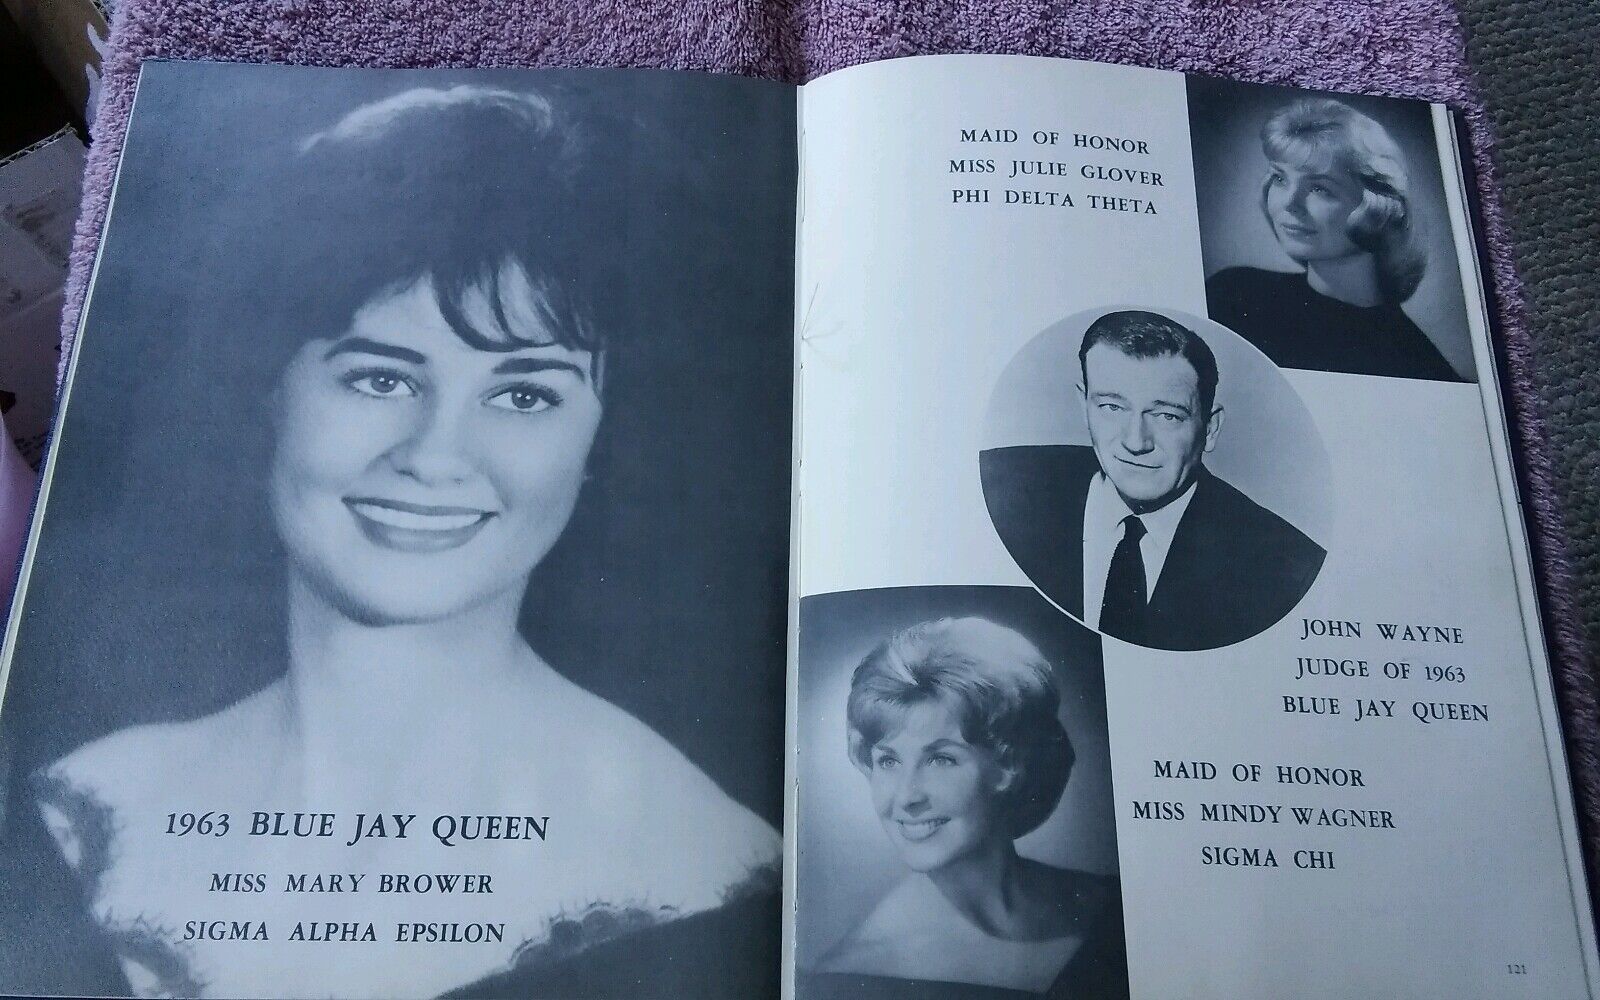 1963 BLUE JAY QUEEN
MISS MARY BROWER
SIGMA ALPHA EPSILON
MAID OF HONOR
MISS JULIE GLOVER
PHI DELTA THETA
JOHN WAYNE
JUDGE OF 1963
BLUE JAY QUEEN
MAID OF HONOR
MISS MINDY WAGNER
SIGMA CHI
121